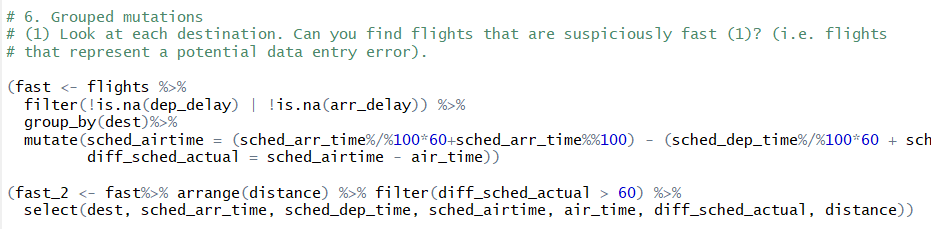 # 6. Grouped mutations
# (1) Look at each destination. Can you find flights that are suspiciously fast (1)? (i.e. flights
# that represent a potential data entry error).
(fast <- flights %>%
  filter(!is.na(dep_delay) | !is.na(arr_delay)) %>%
  group_by(dest)%>%
  mutate(sched_airtime = (sched_arr_time%/%100*60+sched_arr_time%%100) - (sched_dep_time%/%100*60 + sch
         diff_sched_actual = sched_airtime - air_time))
(fast_2 <- fast%>% arrange(distance) %>% filter(diff_sched_actual > 60) %>%
  select(dest, sched_arr_time, sched_dep_time, sched_airtime, air_time, diff_sched_actual, distance))